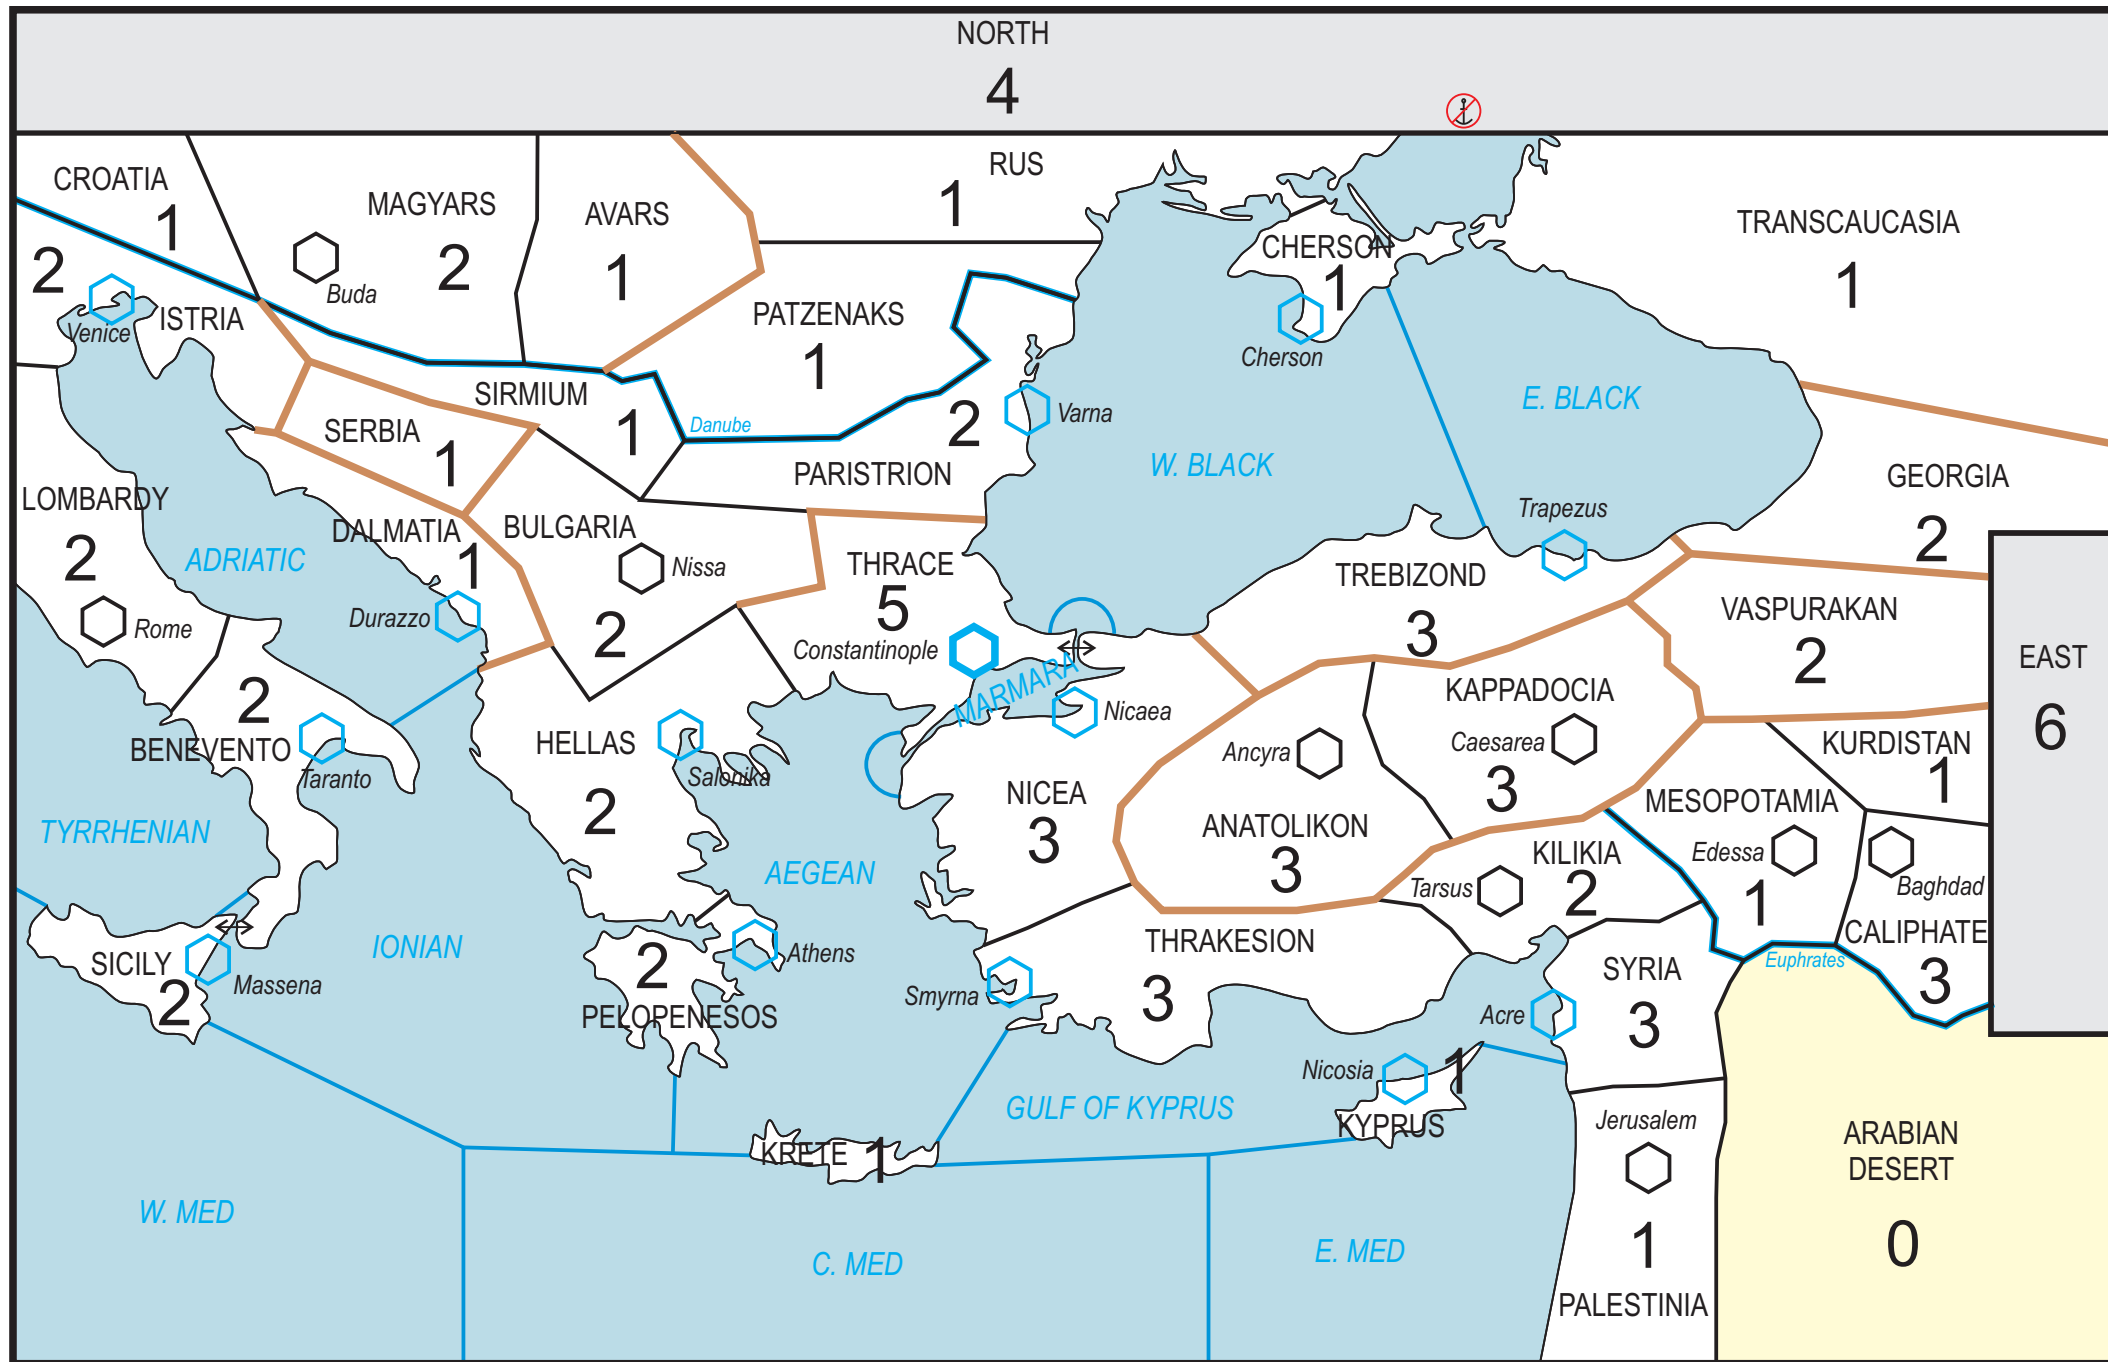 NORTH
4
CROATIA
1
MAGYARS
2
Buda
AVARS
1
RUS
1
TRANSCAUCASIA
1
2
Venice
ISTRIA
CHERSON
1
Cherson
PATZENAKS
1
SIRMIUM
1
Danube
2
Varna
PARISTRION
SERBIA
1
E. BLACK
W. BLACK
LOMBARDY
2
Rome
ADRIATIC
DALMATIA
1
Durazzo
BULGARIA
Nissa
2
THRACE
5
Constantinople
MARMARA
Nicaea
Trapezus
TREBIZOND
3
GEORGIA
2
VASPURAKAN
2
EAST
6
2
BENEVENTO
Taranto
HELLAS
2
Salonika
KAPPADOCIA
Caesarea
3
Ancyra
ANATOLIKON
3
NICEA
3
KURDISTAN
1
MESOPOTAMIA
Edessa
1
Baghdad
CALIPHATE
3
Euphrates
TYRRHENIAN
AEGEAN
KILIKIA
Tarsus
2
SICILY
2
Massena
IONIAN
2
PELOPENESOS
Athens
THRAKESION
3
Smyrna
SYRIA
3
Acre
Nicosia
1
KYPRUS
GULF OF KYPRUS
KRETE
1
Jerusalem
1
PALESTINIA
ARABIAN
DESERT
0
W. MED
C. MED
E. MED